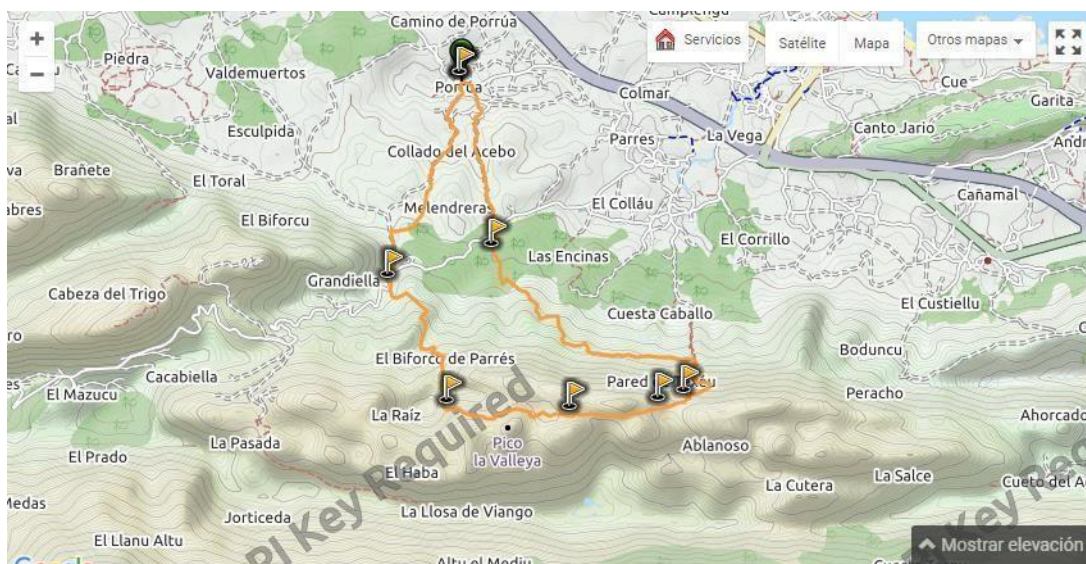 Camino de Porrúa
+
Servicios
Satélite
Mapa
Otros mapas
−
Piedra
Valdemuertos
Porrúa
Colmar
Cue
Garita
Esculpida
Collado del Acebo
Parres
La Vega
Canto Jario
Brañete
El Toral
El Biforcu
Melendreras
El Colláu
Cañamal
El Corrillo
Las Encinas
Grandiella
Cabeza del Trigo
Cuesta Caballo
El Custiellu
Boduncu
El Biforco de Parrés
Cacabiella
Pared
El Mazucu
Peracho
La Raíz
Ahorcado
La Pasada
Pico
la Valleya
Ablanoso
El Prado
El Haba
La Salce
La Cutera
Cueto del A
Medas
Jorticeda
La Llosa de Viango
El Llanu Altu
Altu el Mediu
Mostrar elevación
PI Key Required
Google